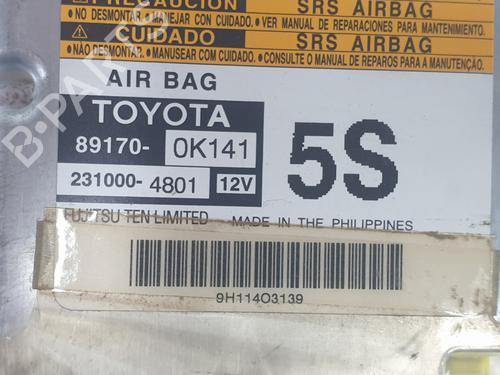 PRECAUCION
SRS AIRBAG
●NO DESMONTAR. ●MANEJAR CON CUIDADO. ●VER MANUAL DE REPARACIONES PARA MANTENIMIENTO.
CUIDADO
SRS AIRBAG
●NÃO DESMONTAR. ●MANUSEAR COM CUIDADO. ●CONSULTE O MANUAL DE REPAROS PARA A MANUTENÇÃO.
AIR BAG
TOYOTA
89170- 0K141
231000- 4801 12V
5S
FUJITSU TEN LIMITED MADE IN THE PHILIPPINES
9H114O3139
B-PARTS